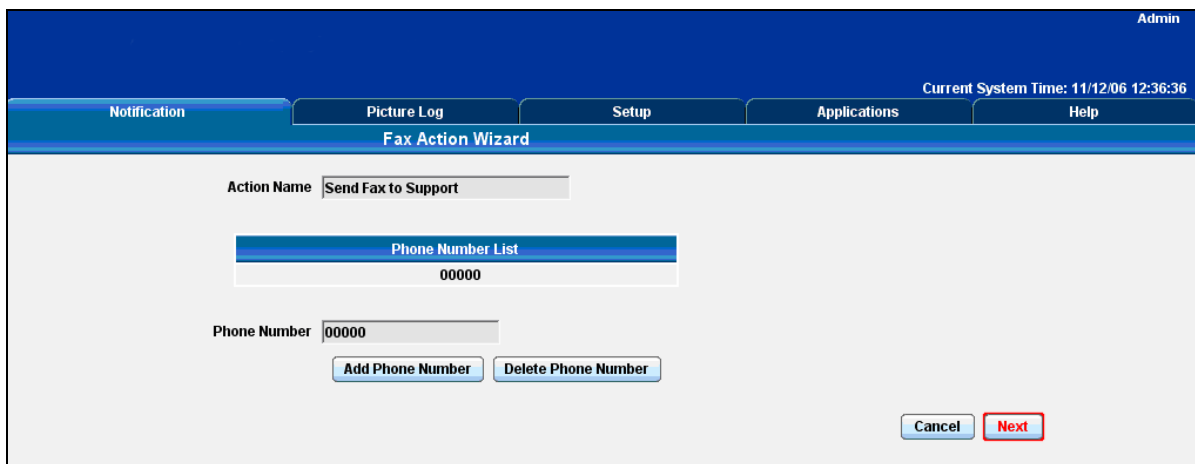 Admin
Current System Time: 11/12/06 12:36:36
Notification Picture Log Setup Applications Help
Fax Action Wizard
Action Name Send Fax to Support
Phone Number List
00000
Phone Number 00000
Add Phone Number Delete Phone Number
Cancel Next